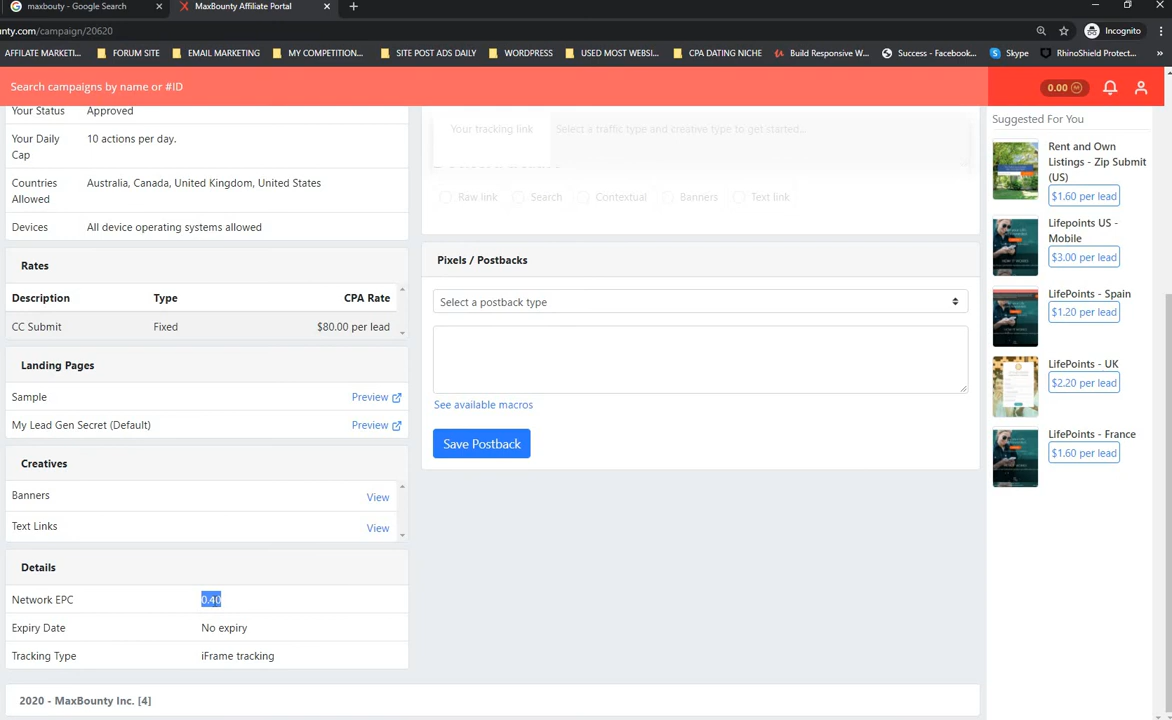 maxbouty - Google Search
MaxBounty Affiliate Portal
nty.com/campaign/20620
Incognito
AFFILIATE MARKETI...
FORUM SITE
EMAIL MARKETING
MY COMPETITION...
SITE POST ADS DAILY
WORDPRESS
USED MOST WEBSI...
CPA DATING NICHE
Build Responsive W...
Success - Facebook...
Skype
RhinoShield Protect...
»
Search campaigns by name or #ID
0.00
Your Status Approved
Your Daily Cap 10 actions per day.
Countries Allowed Australia, Canada, United Kingdom, United States
Devices All device operating systems allowed
Rates
Description Type CPA Rate
CC Submit Fixed $80.00 per lead
Landing Pages
Sample Preview
My Lead Gen Secret (Default) Preview
Creatives
Banners View
Text Links View
Details
Network EPC 0.40
Expiry Date No expiry
Tracking Type iFrame tracking
2020 - MaxBounty Inc. [4]
Your tracking link Select a traffic type and creative type to get started...
Raw link Search Contextual Banners Text link
Pixels / Postbacks
Select a postback type
See available macros
Save Postback
Suggested For You
Rent and Own
Listings - Zip Submit
(US)
$1.60 per lead
Lifepoints US -
Mobile
$3.00 per lead
LifePoints - Spain
$1.20 per lead
LifePoints - UK
$2.20 per lead
LifePoints - France
$1.60 per lead